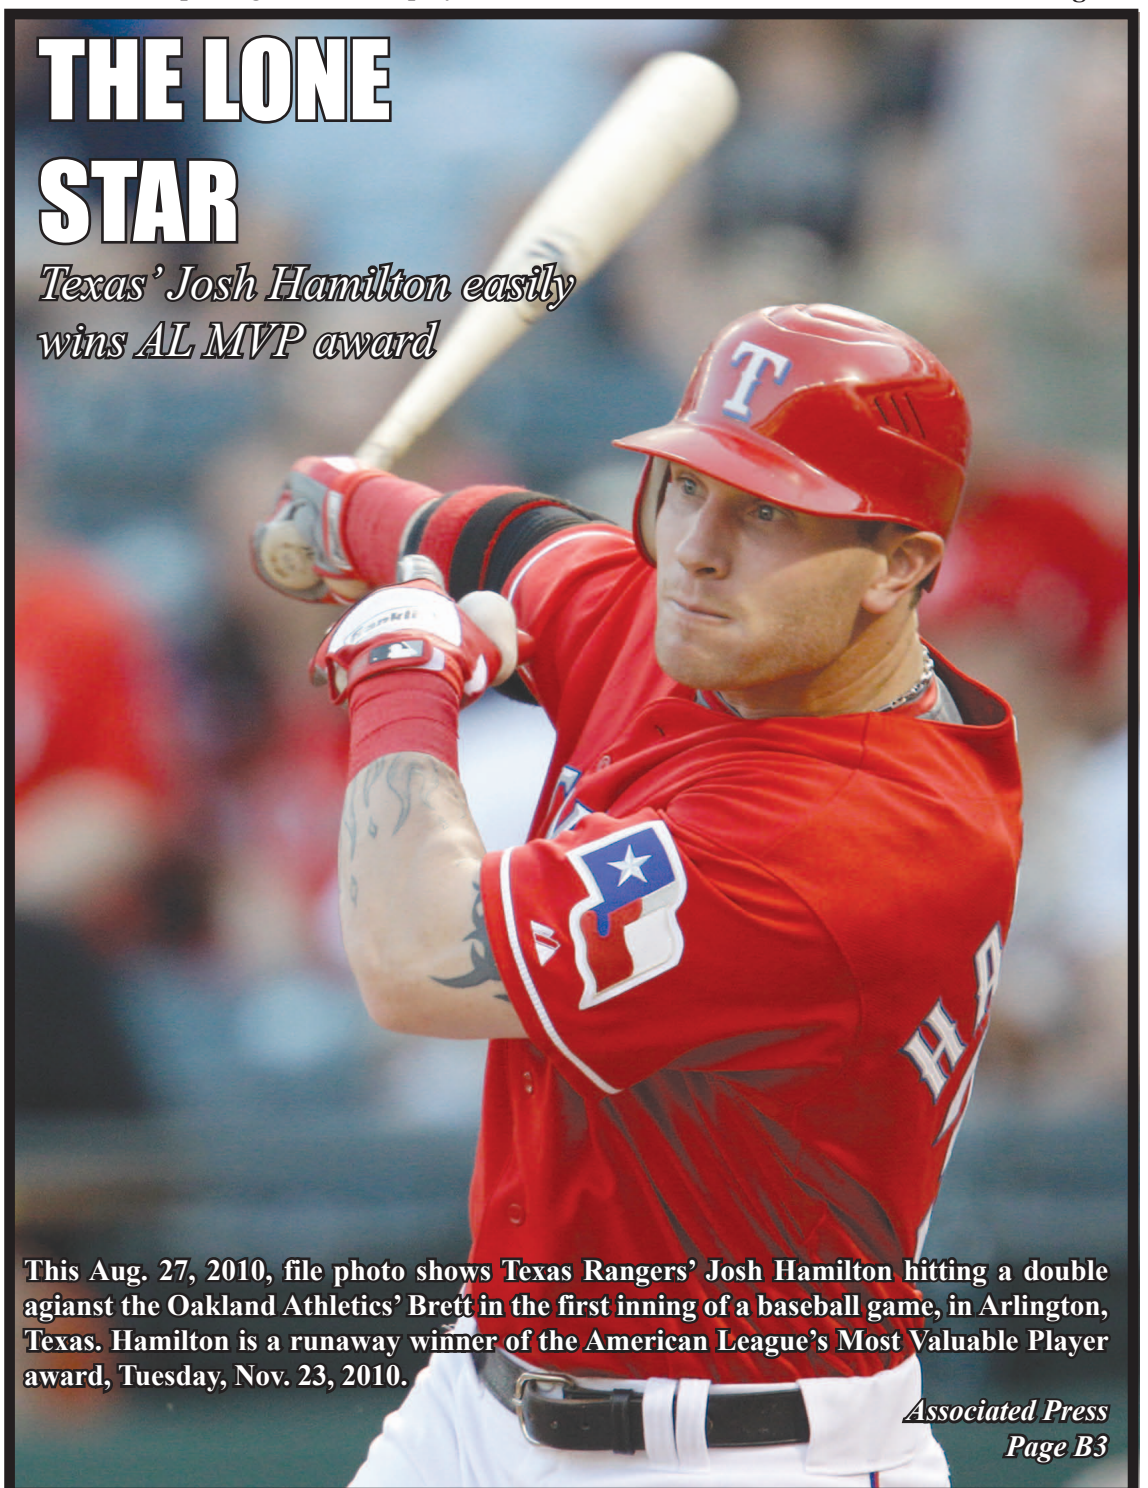 THE LONE
STAR
Texas' Josh Hamilton easily
wins AL MVP award
T
H A
This Aug. 27, 2010, file photo shows Texas Rangers' Josh Hamilton hitting a double
agianst the Oakland Athletics' Brett in the first inning of a baseball game, in Arlington,
Texas. Hamilton is a runaway winner of the American League's Most Valuable Player
award, Tuesday, Nov. 23, 2010.
Associated Press
Page B3